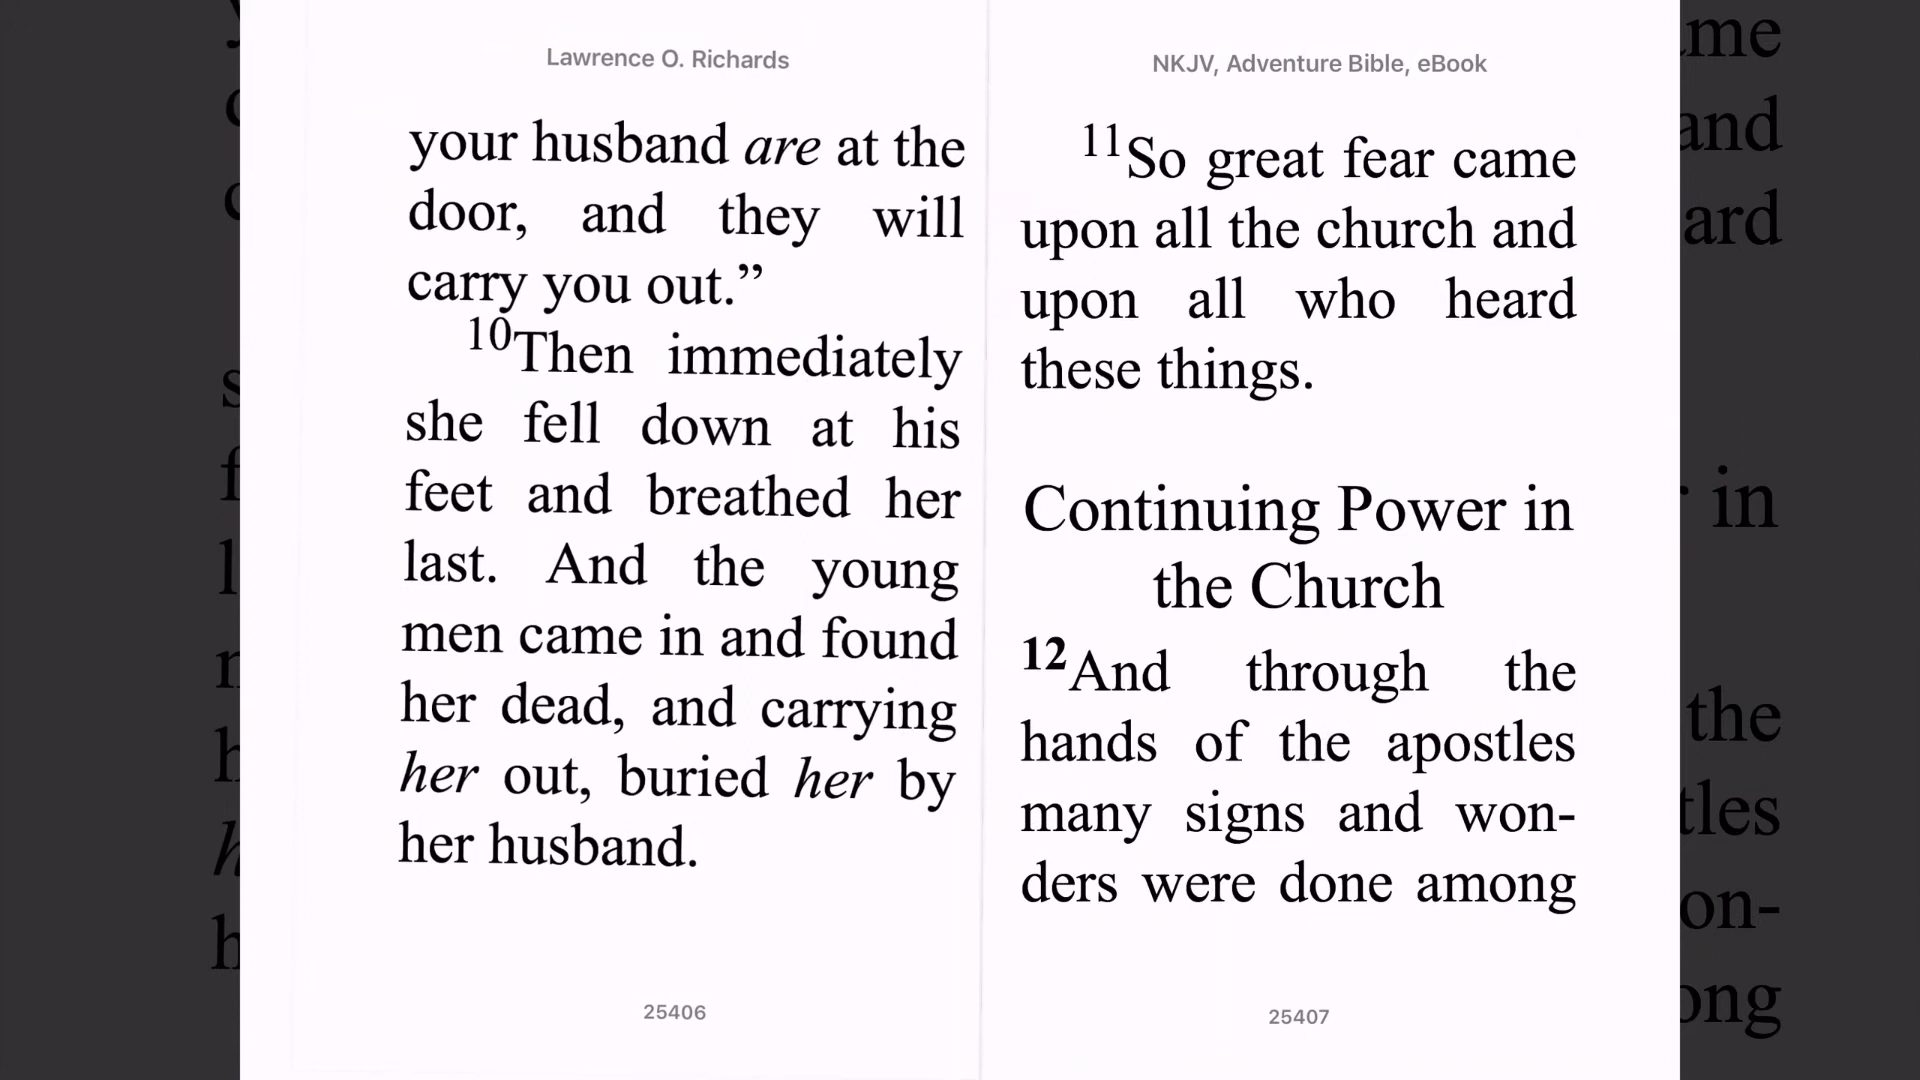 Lawrence O. Richards
your husband are at the
door, and they will
carry you out.”
10Then immediately
she fell down at his
feet and breathed her
last. And the young
men came in and found
her dead, and carrying
her out, buried her by
her husband.
25406
NKJV, Adventure Bible, eBook
11So great fear came
upon all the church and
upon all who heard
these things.
Continuing Power in
the Church
12And through the
hands of the apostles
many signs and won-
ders were done among
25407